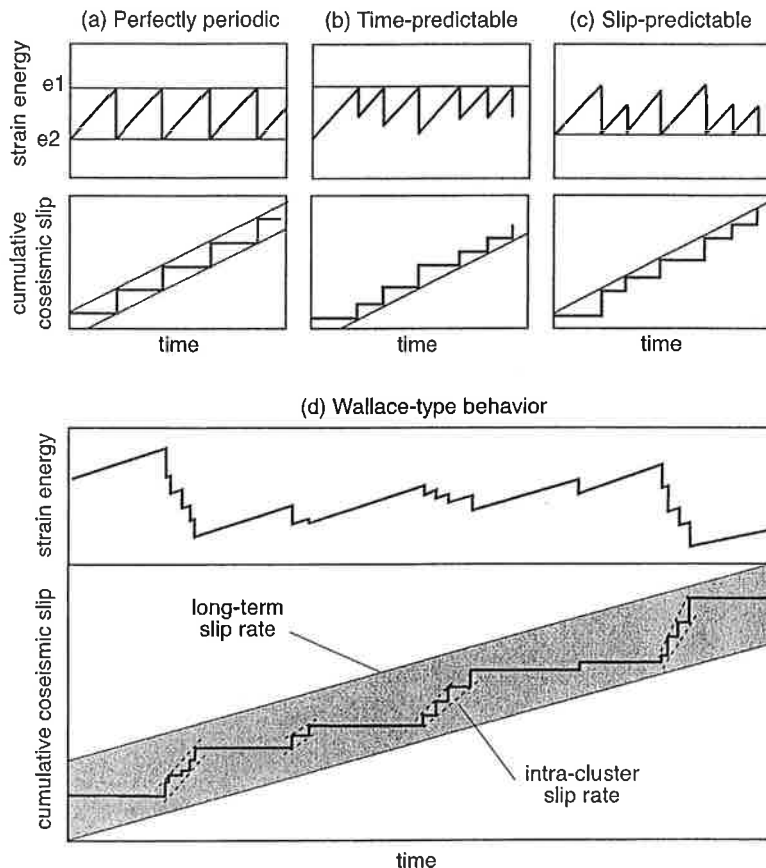 (a) Perfectly periodic
(b) Time-predictable
(c) Slip-predictable
strain energy
e1
e2
cumulative
coseismic slip
time
time
time
(d) Wallace-type behavior
strain energy
cumulative coseismic slip
long-term
slip rate
intra-cluster
slip rate
time